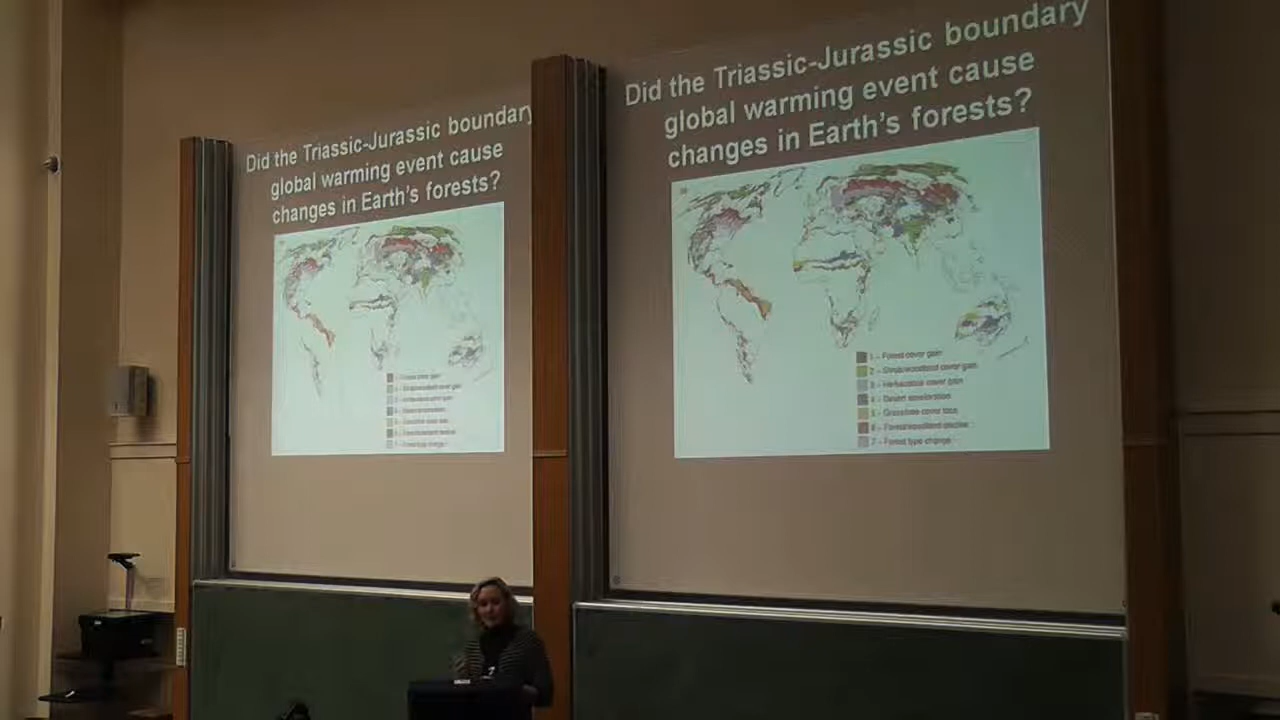 Did the Triassic-Jurassic boundary
global warming event cause
changes in Earth's forests?
Did the Triassic-Jurassic boundary
global warming event cause
changes in Earth's forests?
1 – Forest cover gain
2 – Shrub/woodland cover gain
3 – Herbaceous cover gain
4 – Desert amelioration
5 – Grass/tree cover loss
6 – Forest/woodland decline
7 – Forest type change